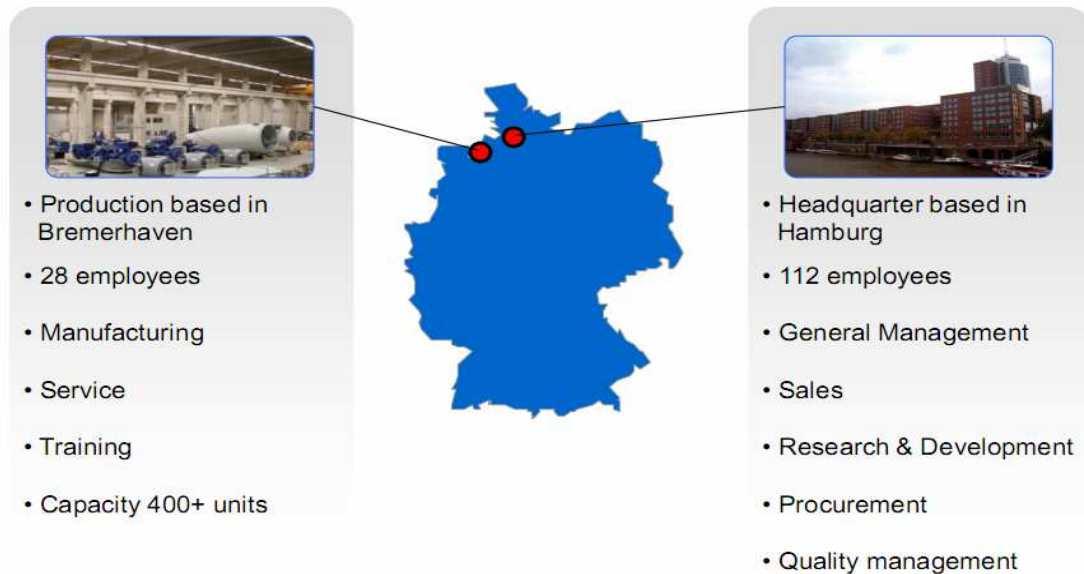 • Production based in
Bremerhaven
• 28 employees
• Manufacturing
• Service
• Training
• Capacity 400+ units
• Headquarter based in
Hamburg
• 112 employees
• General Management
• Sales
• Research & Development
• Procurement
• Quality management